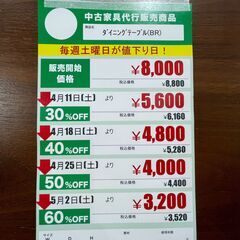 中古家具代行販売商品
商品名
ダイニングテーブル(BR)
毎週土曜日が値下り日！
販売開始価格
¥8,000
税込価格 ¥8,800
4月11日(土) より
30%OFF
¥5,600
税込価格 ¥6,160
4月18日(土) より
40%OFF
¥4,800
税込価格 ¥5,280
4月25日(土) より
50%OFF
¥4,000
税込価格 ¥4,400
5月2日(土) より
60%OFF
¥3,200
税込価格 ¥3,520
サイズ
W D H